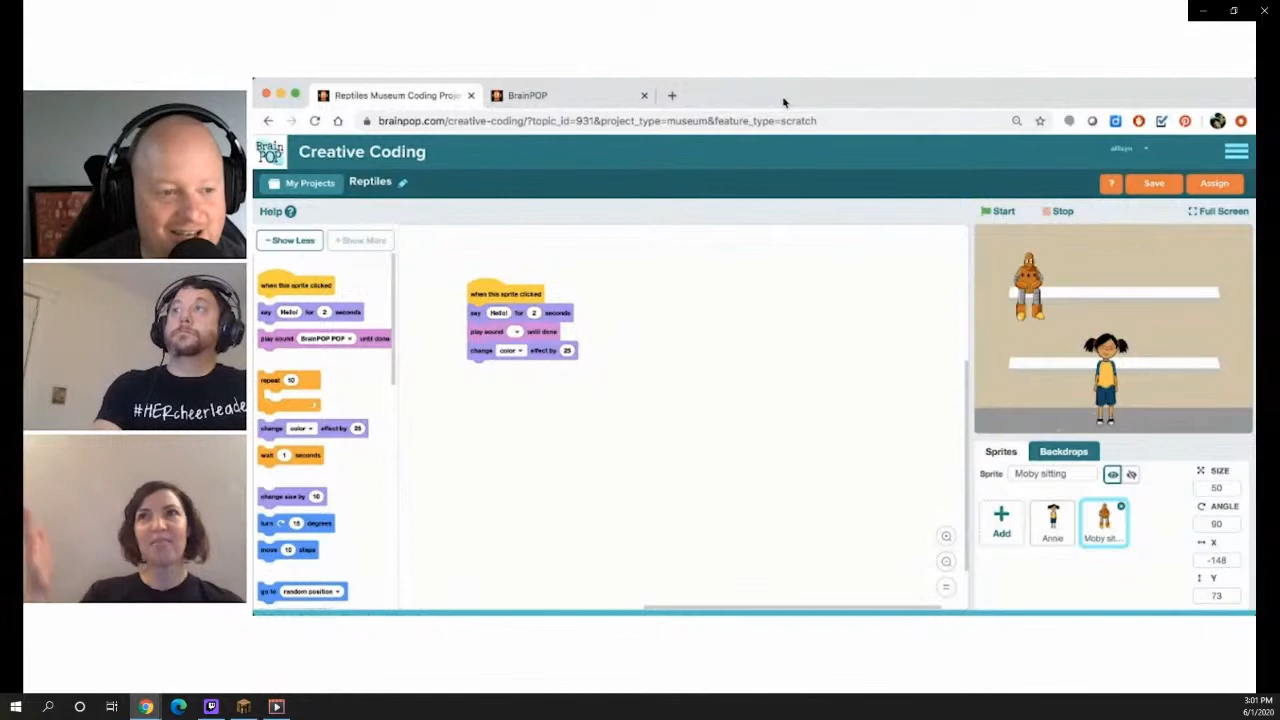 Reptiles Museum Coding Proje
BrainPOP
brainpop.com/creative-coding/?topic_id=931&project_type=museum&feature_type=scratch
Brain
POP
Creative Coding
My Projects
Reptiles
?
Save
Assign
Help ?
Start
Stop
Full Screen
− Show Less
+ Show More
when this sprite clicked
say Hello! for 2 seconds
play sound BrainPOP POP until done
repeat 10
change color effect by 25
wait 1 seconds
change size by 10
turn 15 degrees
move 10 steps
go to random position
when this sprite clicked
say Hello! for 2 seconds
play sound until done
change color effect by 25
Sprites
Backdrops
Sprite
Moby sitting
Add
Annie
Moby sit...
SIZE
50
ANGLE
90
X
-148
Y
73
#HERcheerleade
3:01 PM
6/1/2020